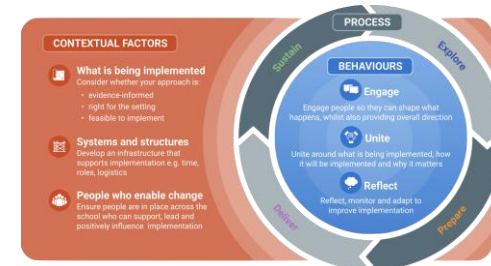 CONTEXTUAL FACTORS
What is being implemented
Consider whether your approach is:
• evidence-informed
• right for the setting
• feasible to implement
Systems and structures
Develop an infrastructure that
supports implementation e.g. time,
roles, logistics
People who enable change
Ensure people are in place across the
school who can support, lead and
positively influence implementation
PROCESS
Sustain
Explore
Deliver
Prepare
BEHAVIOURS
Engage
Engage people so they can shape what
happens, whilst also providing overall direction
Unite
Unite around what is being implemented, how
it will be implemented and why it matters
Reflect
Reflect, monitor and adapt to
improve implementation